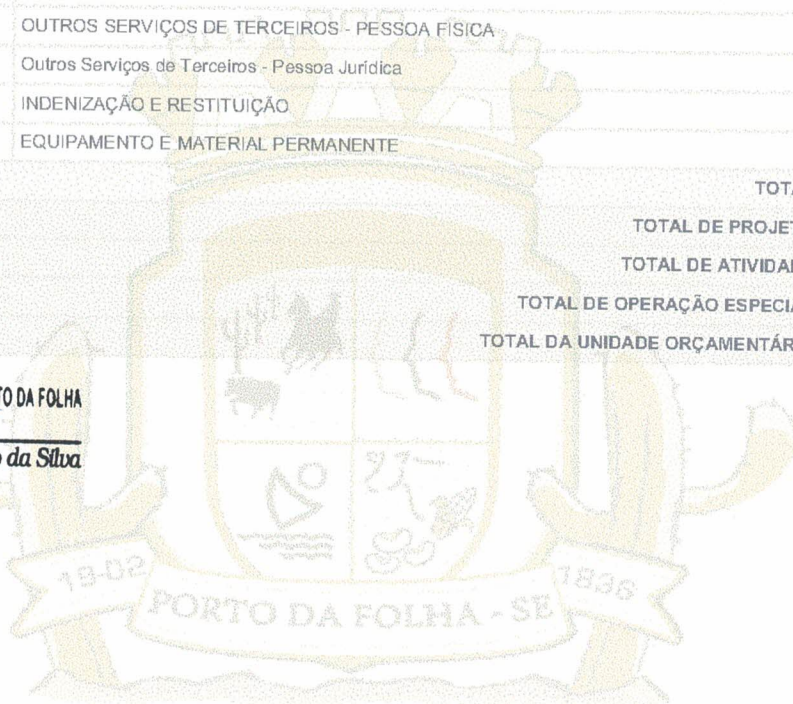 OUTROS SERVIÇOS DE TERCEIROS - PESSOA FISICA
Outros Serviços de Terceiros - Pessoa Jurídica
INDENIZAÇÃO E RESTITUIÇÃO
EQUIPAMENTO E MATERIAL PERMANENTE
TOTA
TOTAL DE PROJET
TOTAL DE ATIVIDAD
TOTAL DE OPERAÇÃO ESPECIA
TOTAL DA UNIDADE ORÇAMENTÁR
TO DA FOLHA
o da Silva
19-02
1836
PORTO DA FOLHA - SE